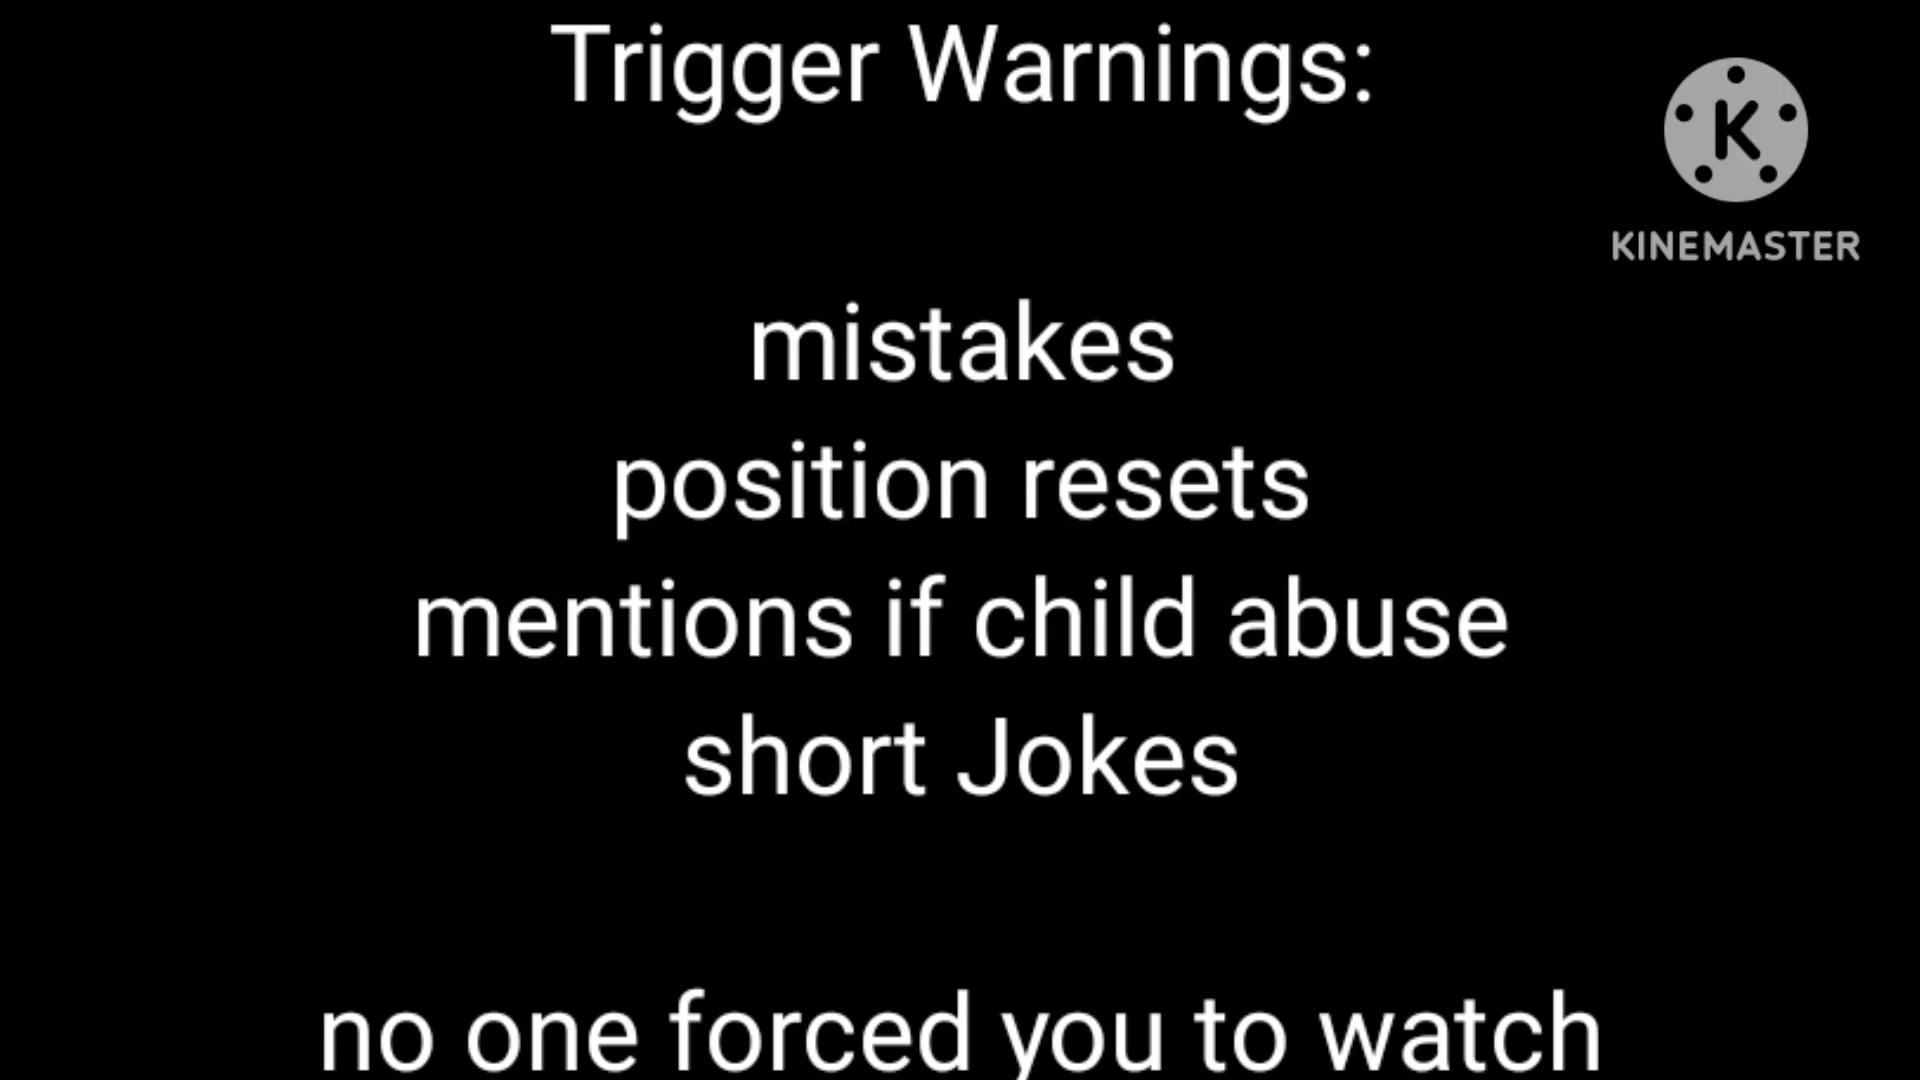 Trigger Warnings:
K
KINEMASTER
mistakes
position resets
mentions if child abuse
short Jokes
no one forced you to watch